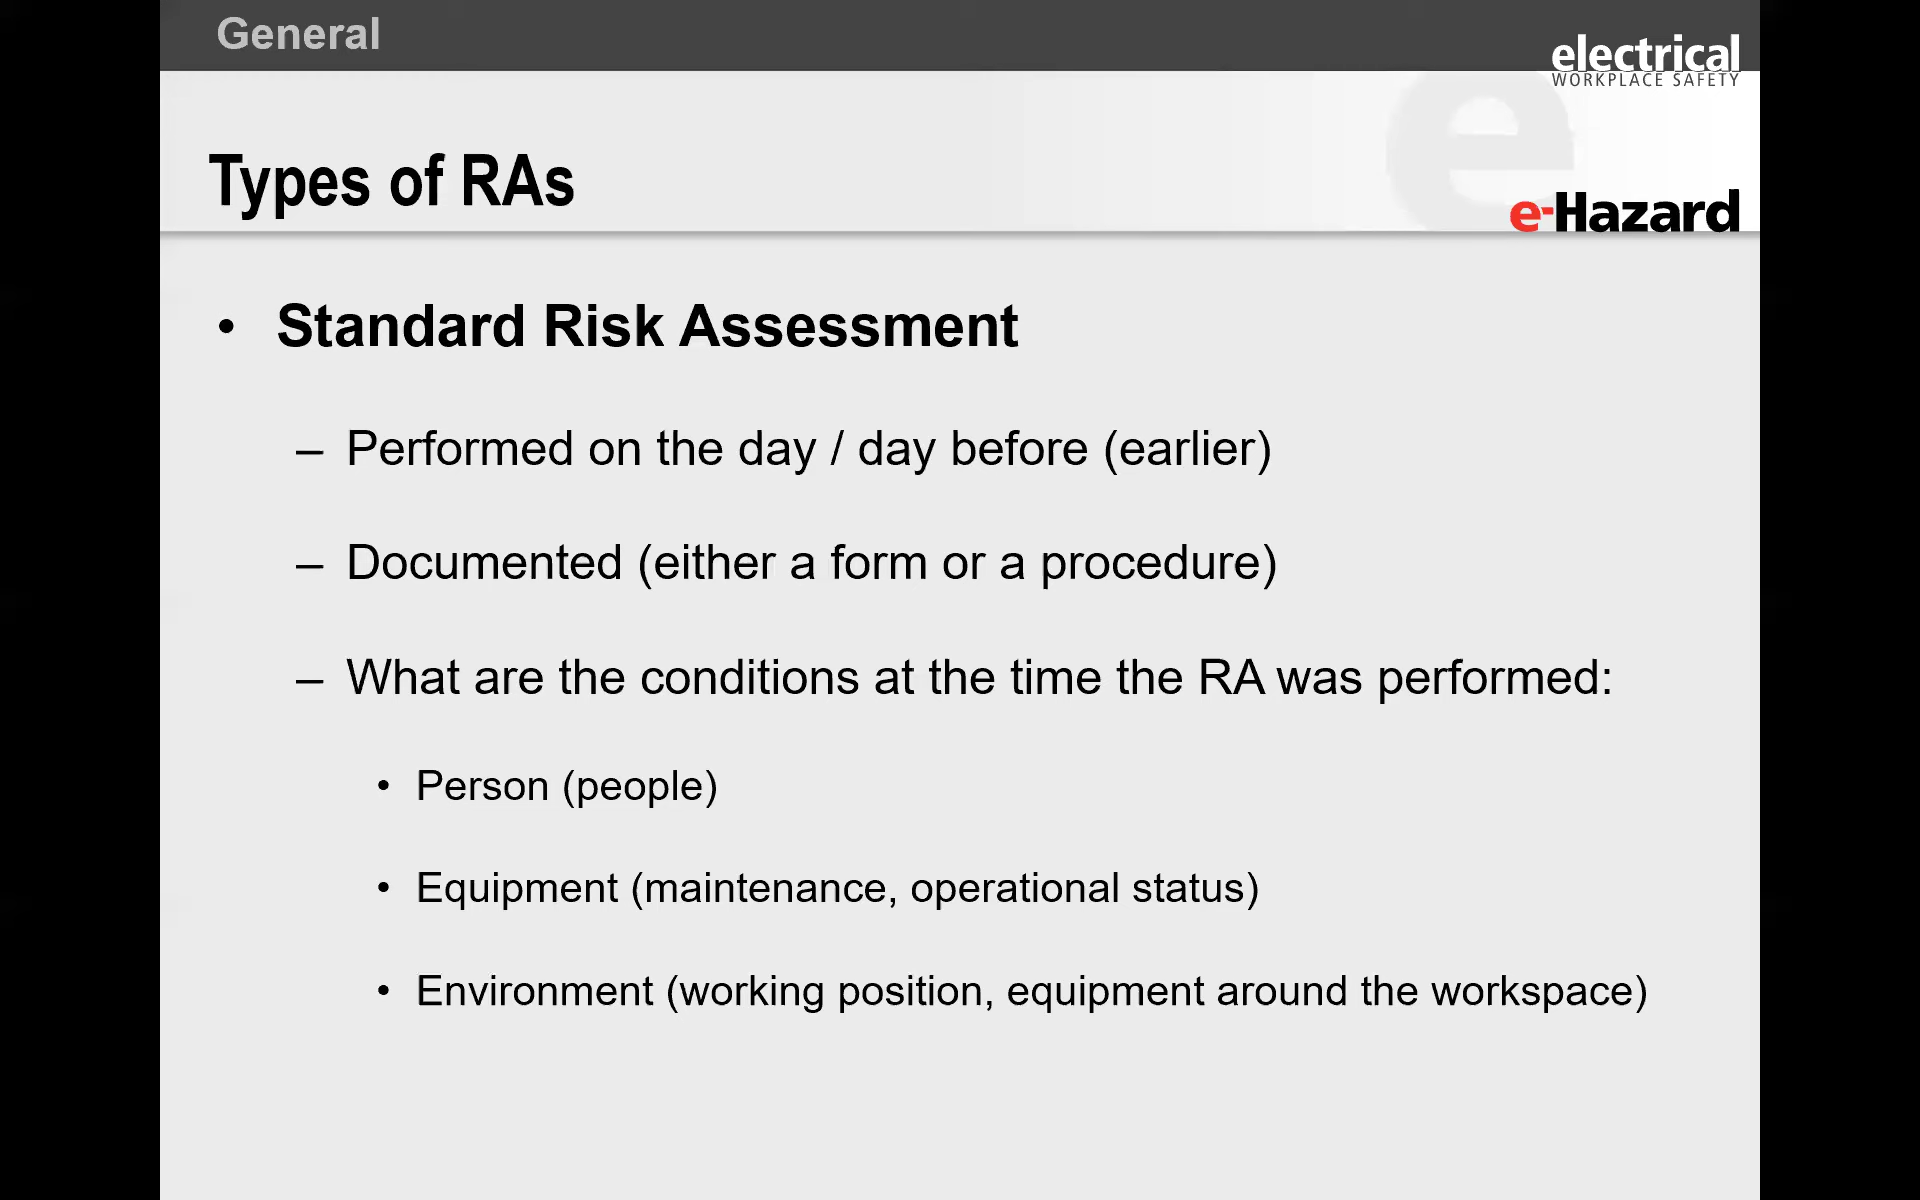 General
electrical
WORKPLACE SAFETY
Types of RAs
e-Hazard
• Standard Risk Assessment
– Performed on the day / day before (earlier)
– Documented (either a form or a procedure)
– What are the conditions at the time the RA was performed:
• Person (people)
• Equipment (maintenance, operational status)
• Environment (working position, equipment around the workspace)